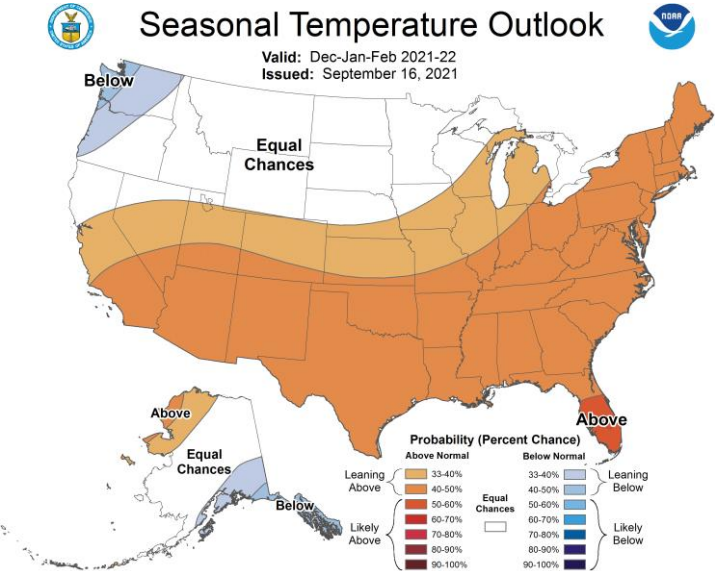 Seasonal Temperature Outlook
NOAA
Valid: Dec-Jan-Feb 2021-22
Issued: September 16, 2021
Below
Equal
Chances
Above
Above
Equal
Chances
Below
Probability (Percent Chance)
Above Normal
Below Normal
Leaning
Above
33-40%
40-50%
Likely
Above
50-60%
60-70%
70-80%
80-90%
90-100%
Equal
Chances
33-40%
40-50%
Leaning
Below
50-60%
60-70%
70-80%
80-90%
90-100%
Likely
Below